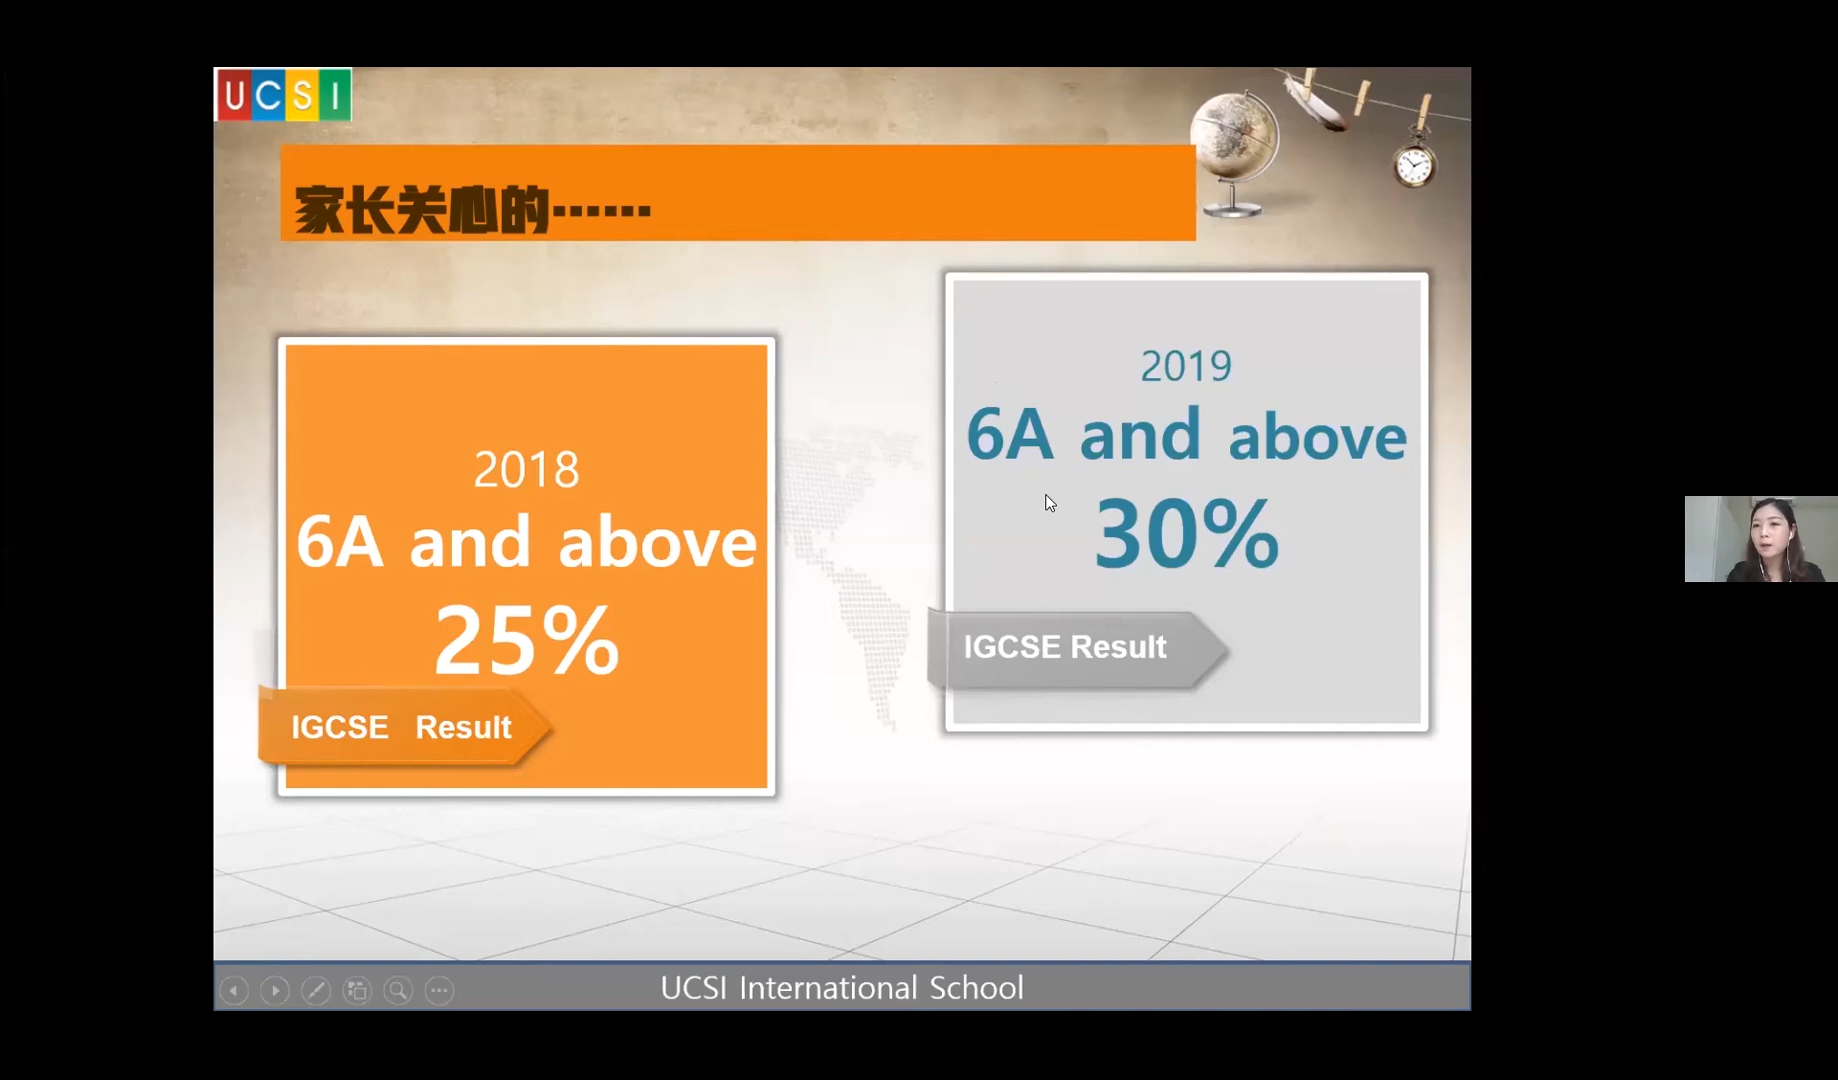 UCSI
家长关心的······
2018
6A and above
25%
IGCSE Result
2019
6A and above
30%
IGCSE Result
UCSI International School